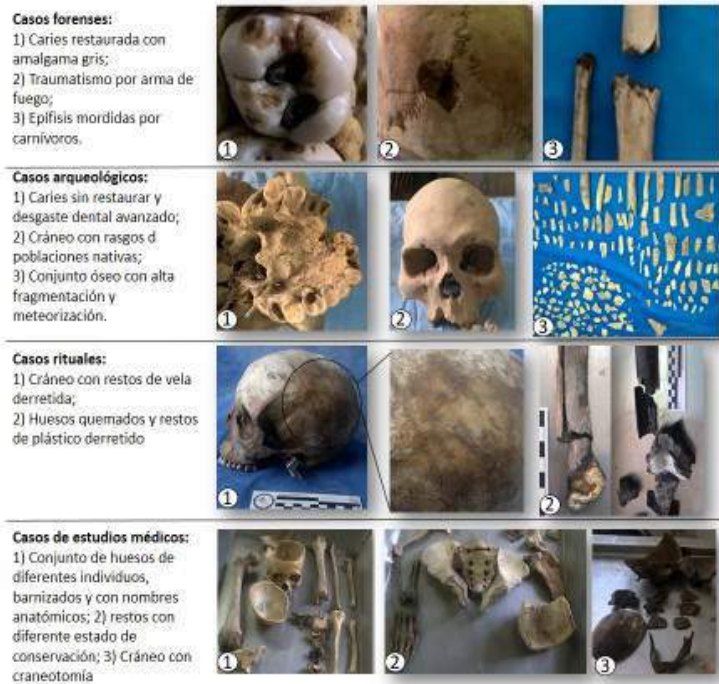 Casos forenses:
1) Caries restaurada con
amalgama gris;
2) Traumatismo por arma de
fuego;
3) Epífisis mordidas por
carnívoros.
1
2
3
Casos arqueológicos:
1) Caries sin restaurar y
desgaste dental avanzado;
2) Cráneo con rasgos d
poblaciones nativas;
3) Conjunto óseo con alta
fragmentación y
meteorización.
1
2
3
Casos rituales:
1) Cráneo con restos de vela
derretida;
2) Huesos quemados y restos
de plástico derretido
1
2
Casos de estudios médicos:
1) Conjunto de huesos de
diferentes individuos,
barnizados y con nombres
anatómicos; 2) restos con
diferente estado de
conservación; 3) Cráneo con
craneotomía
1
2
3